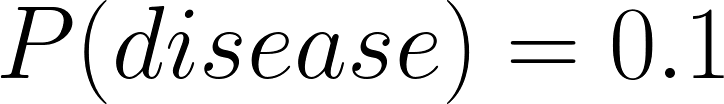 P(disease) = 0.1